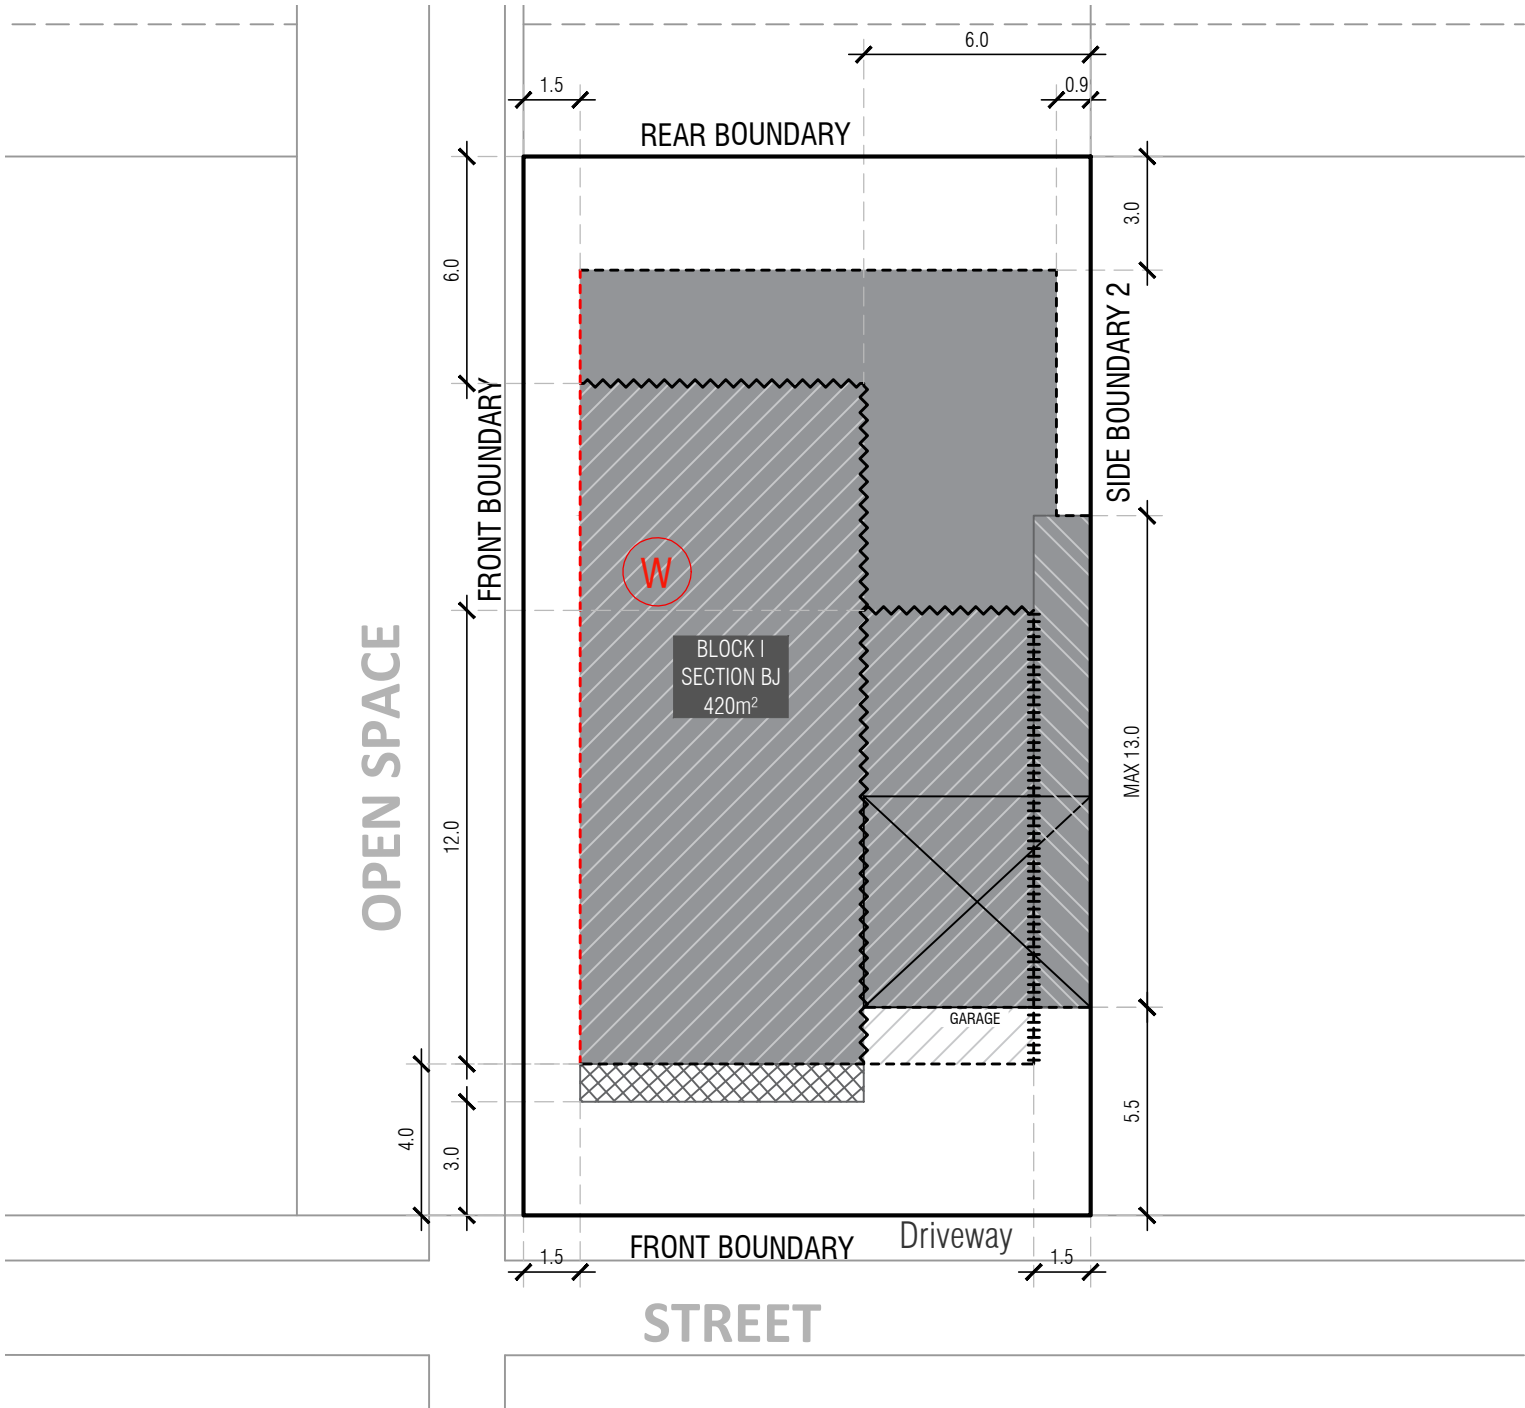 6.0
1.5
0.9
REAR BOUNDARY
3.0
6.0
SIDE BOUNDARY 2
FRONT BOUNDARY
W
BLOCK I
SECTION BJ
420m²
OPEN SPACE
MAX 13.0
12.0
GARAGE
5.5
4.0
3.0
Driveway
FRONT BOUNDARY
1.5
1.5
STREET